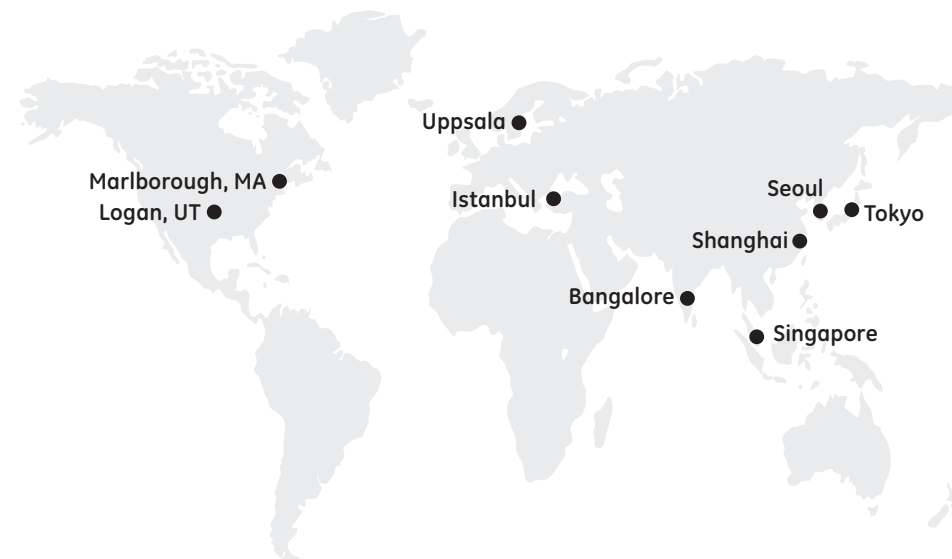 Uppsala
Marlborough, MA
Istanbul
Seoul
Logan, UT
Tokyo
Shanghai
Bangalore
Singapore